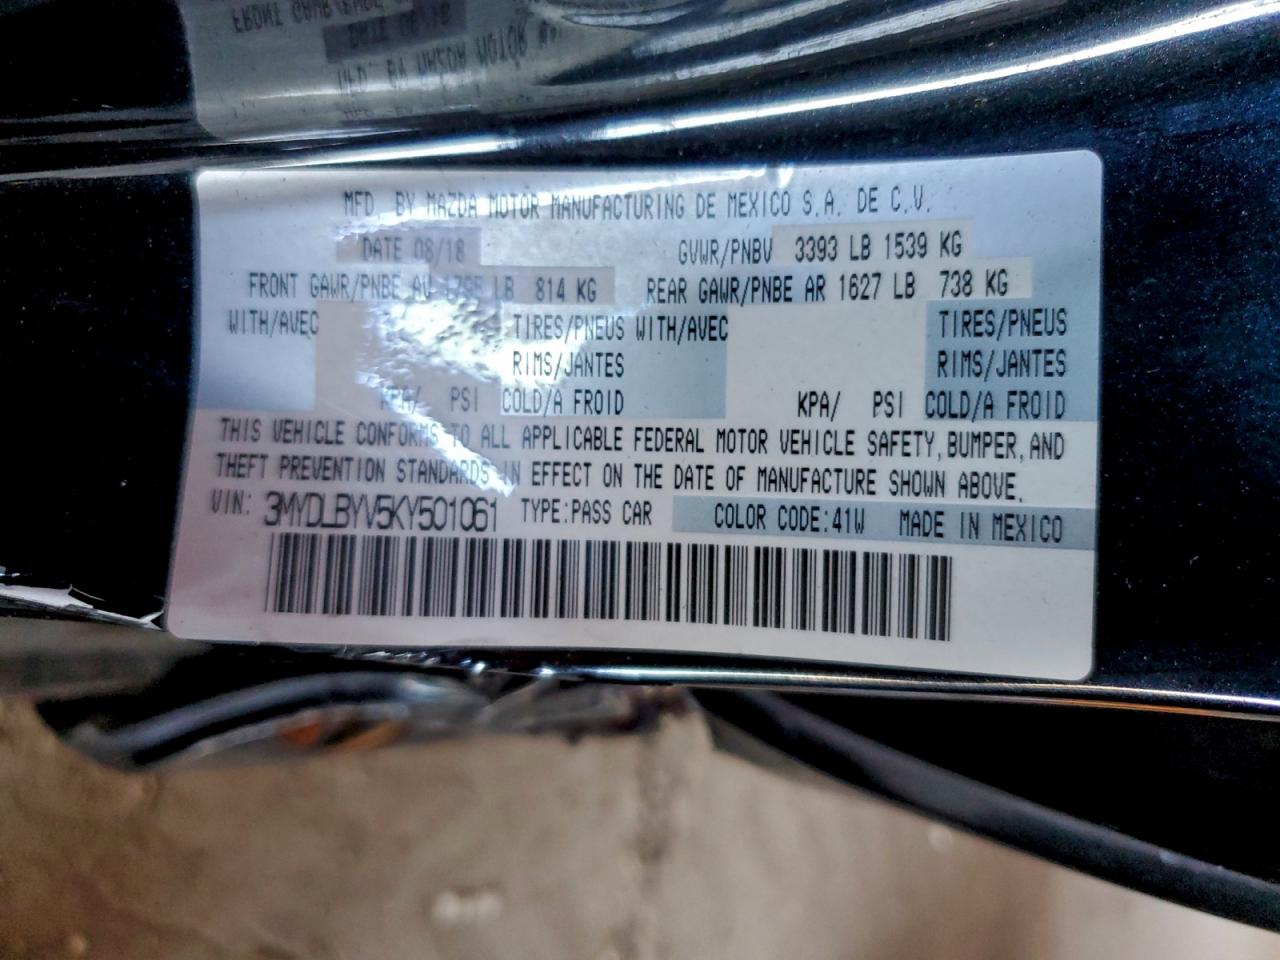 MFD. BY MAZDA MOTOR MANUFACTURING DE MEXICO S.A. DE C.V.
DATE 08/18 GVWR/PNBV 3393 LB 1539 KG
FRONT GAWR/PNBE AV 1795 LB 814 KG REAR GAWR/PNBE AR 1627 LB 738 KG
WITH/AVEC TIRES/PNEUS WITH/AVEC TIRES/PNEUS
RIMS/JANTES RIMS/JANTES
KPA/ PSI COLD/A FROID KPA/ PSI COLD/A FROID
THIS VEHICLE CONFORMS TO ALL APPLICABLE FEDERAL MOTOR VEHICLE SAFETY, BUMPER, AND
THEFT PREVENTION STANDARDS IN EFFECT ON THE DATE OF MANUFACTURE SHOWN ABOVE.
VIN: 3MYDLBYV5KY501061 TYPE:PASS CAR COLOR CODE:41W MADE IN MEXICO